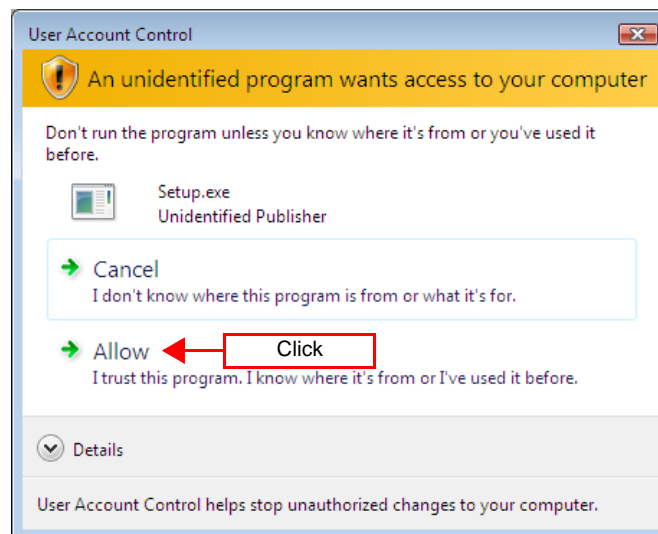 User Account Control
An unidentified program wants access to your computer
Don't run the program unless you know where it's from or you've used it
before.
Setup.exe
Unidentified Publisher
Cancel
I don't know where this program is from or what it's for.
Allow
Click
I trust this program. I know where it's from or I've used it before.
Details
User Account Control helps stop unauthorized changes to your computer.